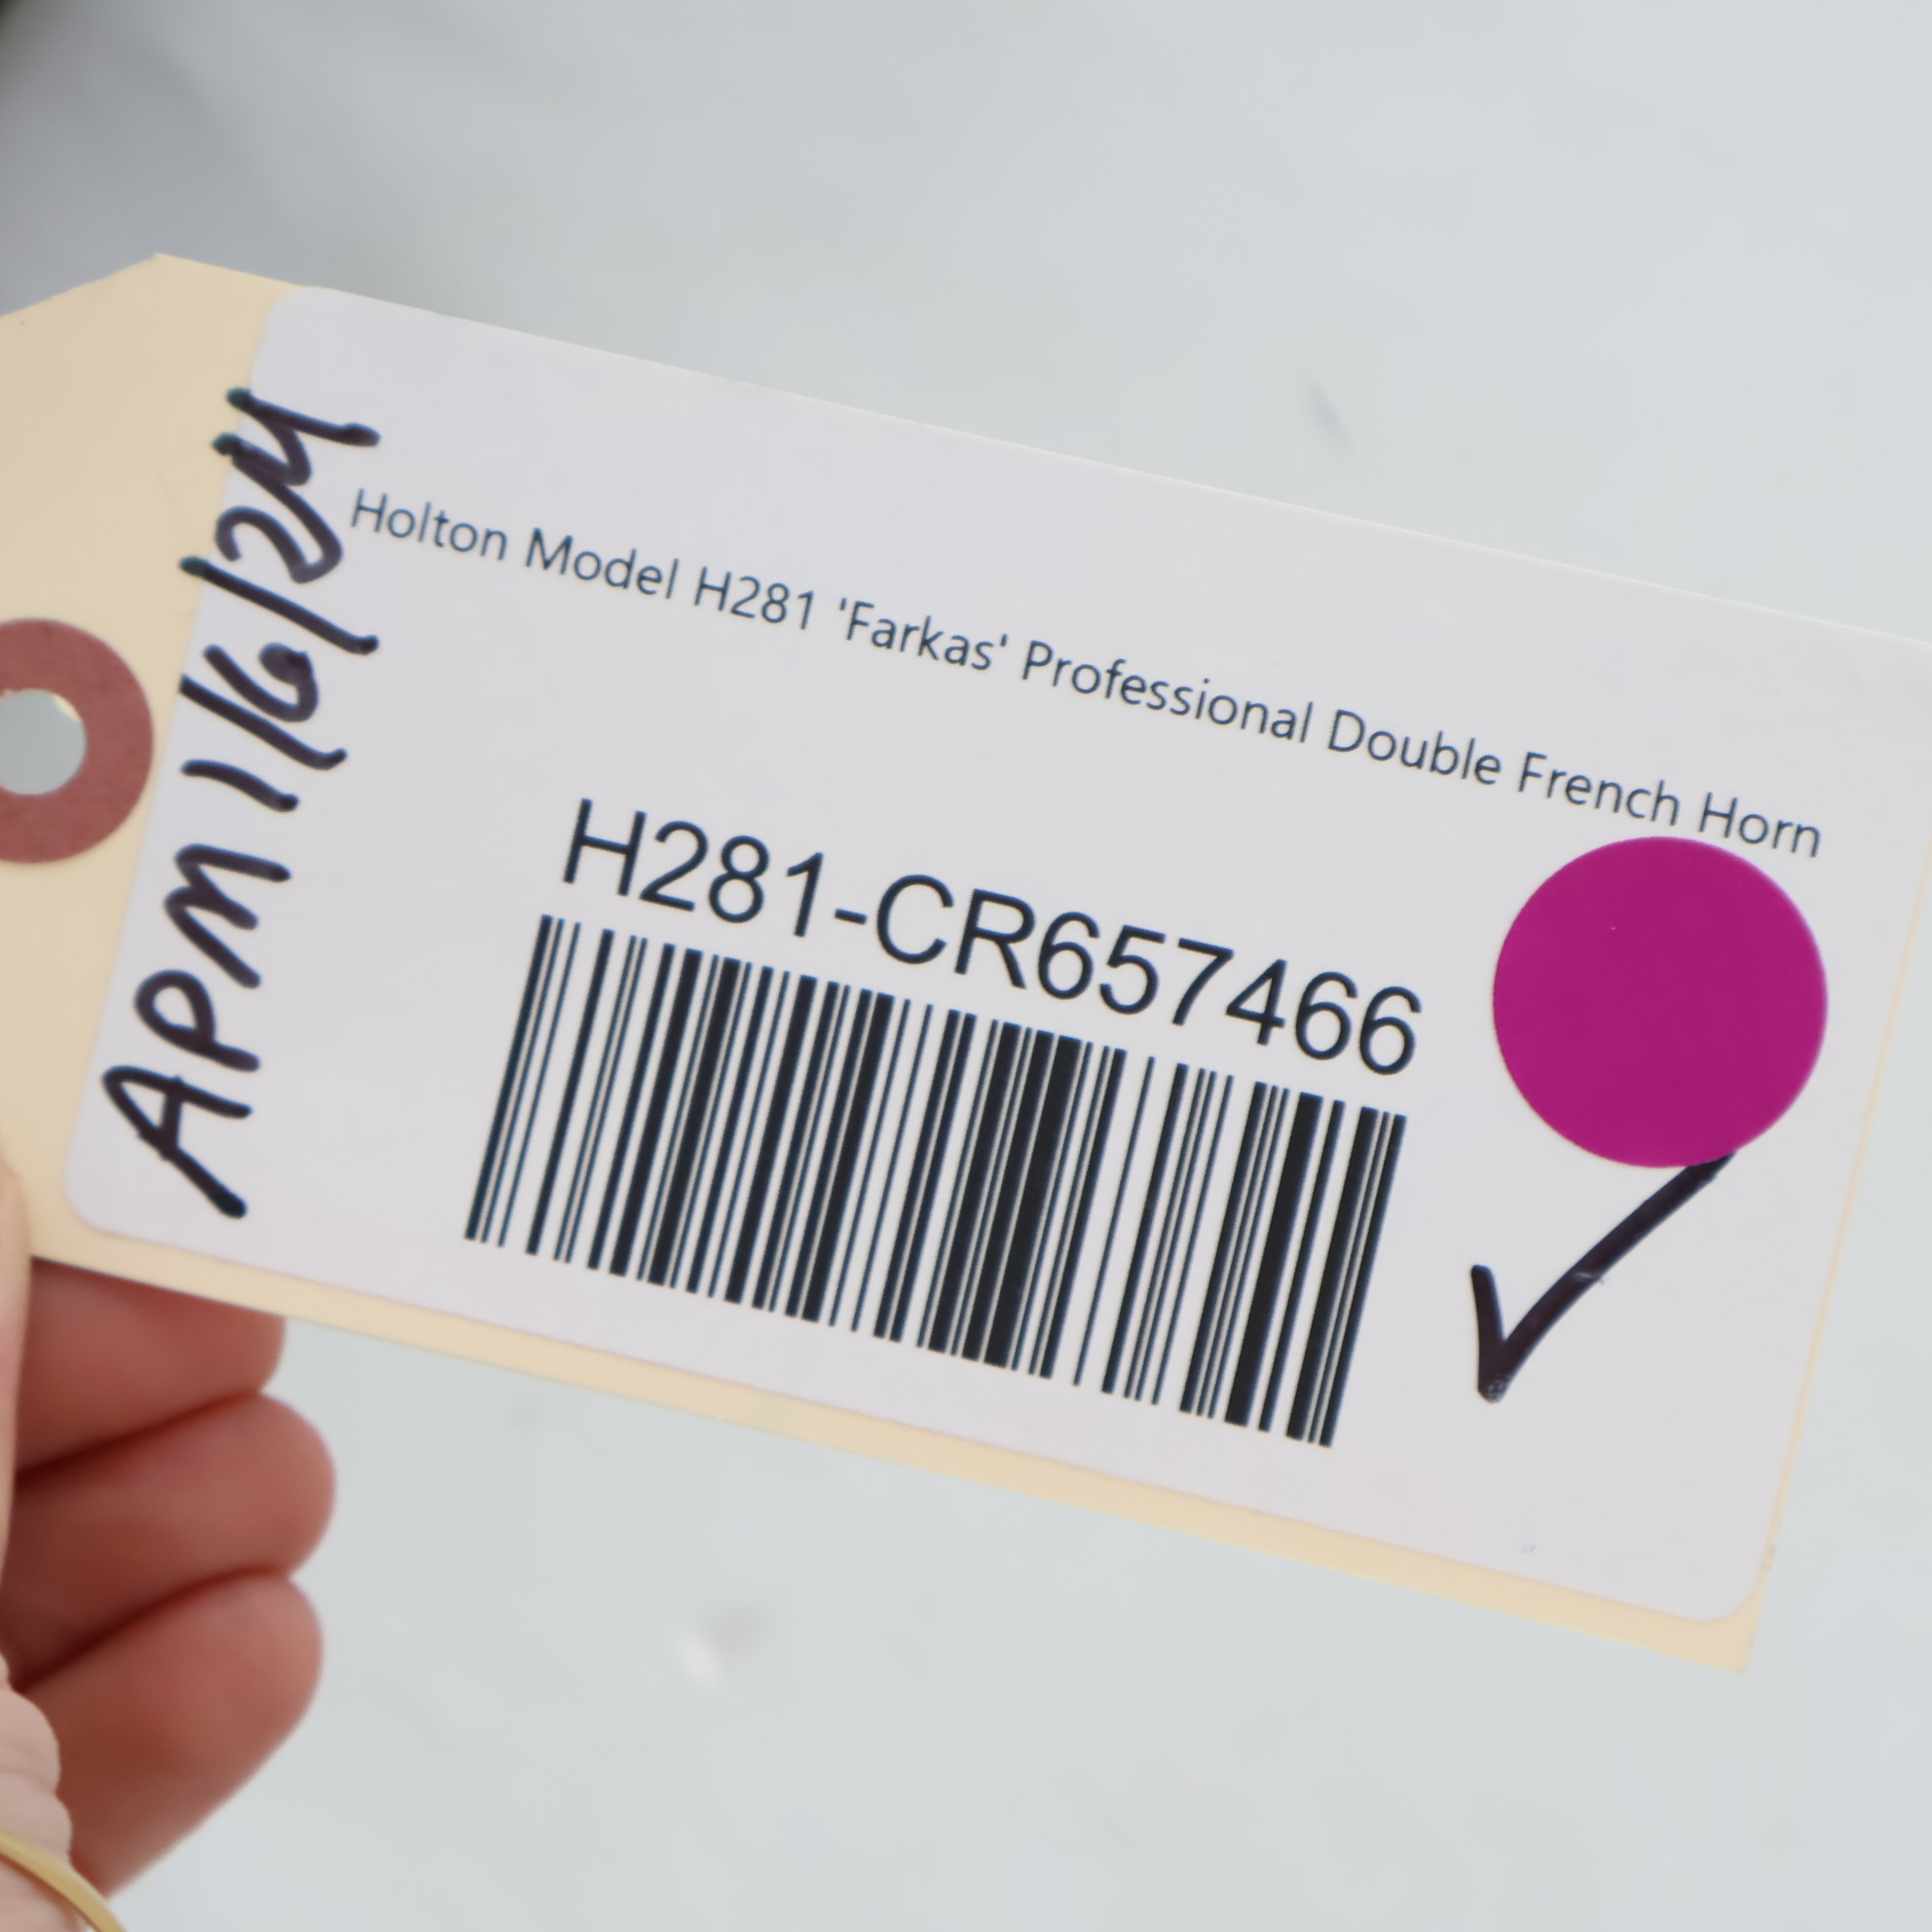 Holton Model H281 'Farkas' Professional Double French Horn
H281-CR657466
APM 11/6/24